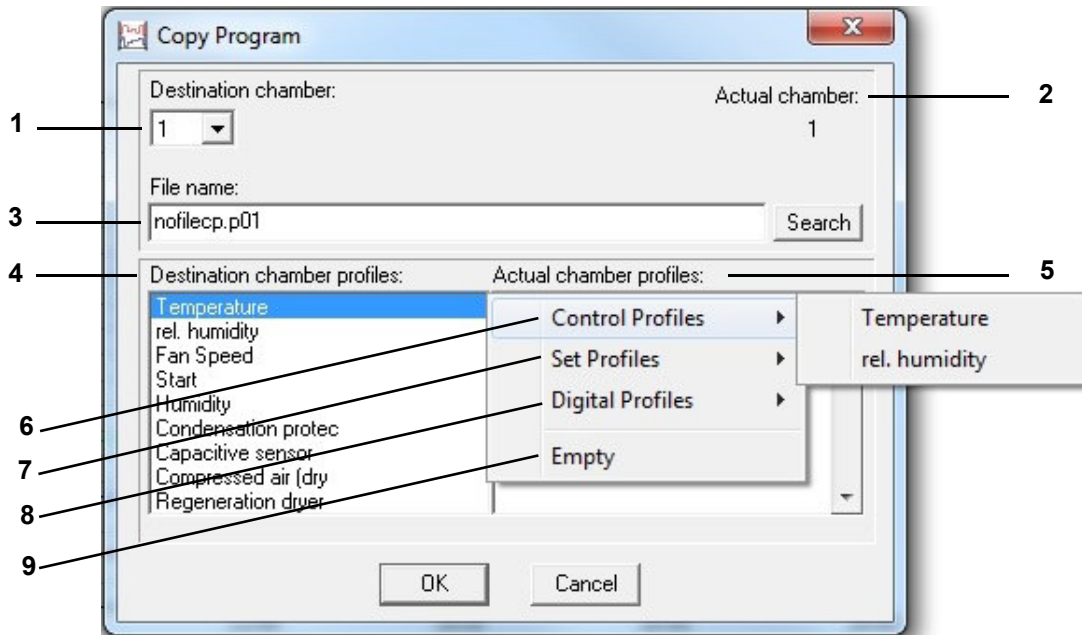 Copy Program
Destination chamber:
Actual chamber:
2
1
1
1
File name:
3
nofilecp.p01
Search
4
Destination chamber profiles:
Actual chamber profiles:
5
Temperature
rel. humidity
Fan Speed
Start
Humidity
Condensation protec
Capacitive sensor
Compressed air (dry
Regeneration dryer
Control Profiles
Set Profiles
Digital Profiles
Empty
Temperature
rel. humidity
6
7
8
9
OK
Cancel